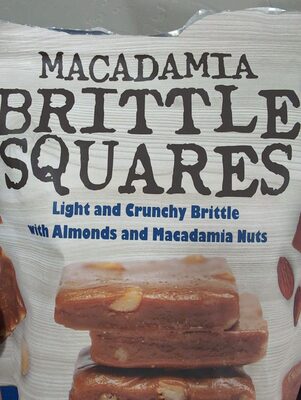 MACADAMIA
BRITTLE
SQUARES
Light and Crunchy Brittle
with Almonds and Macadamia Nuts